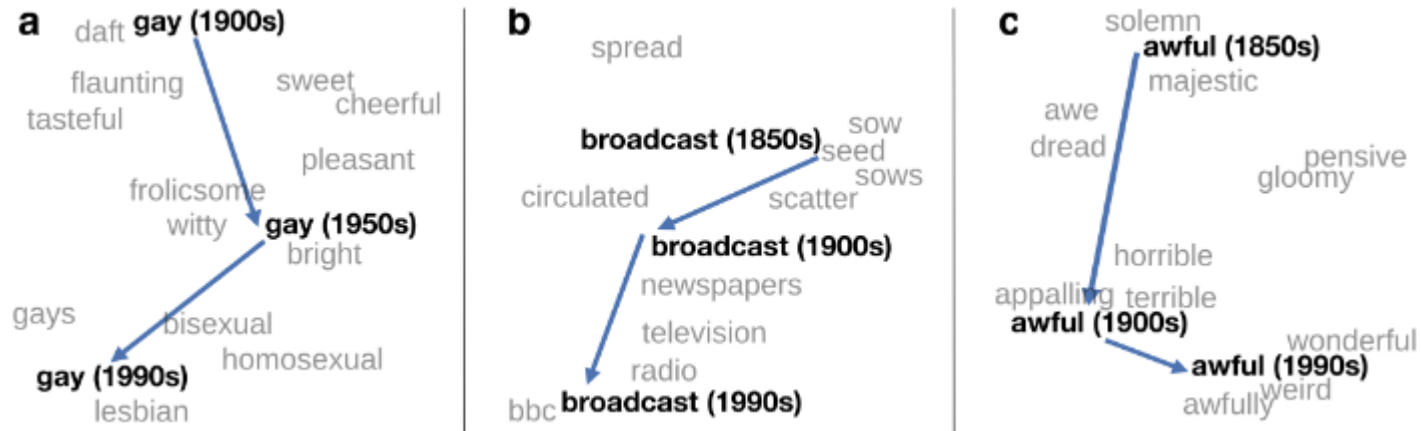 a
daft gay (1900s)
flaunting
sweet
cheerful
tasteful
pleasant
frolicsome
witty
gay (1950s)
bright
gays
bisexual
homosexual
gay (1990s)
lesbian
b
spread
broadcast (1850s)
sow
seed
sows
circulated
scatter
broadcast (1900s)
newspapers
television
radio
bbc broadcast (1990s)
c
solemn
awful (1850s)
majestic
awe
dread
pensive
gloomy
horrible
appalling terrible
awful (1900s)
wonderful
awful (1990s)
weird
awfully